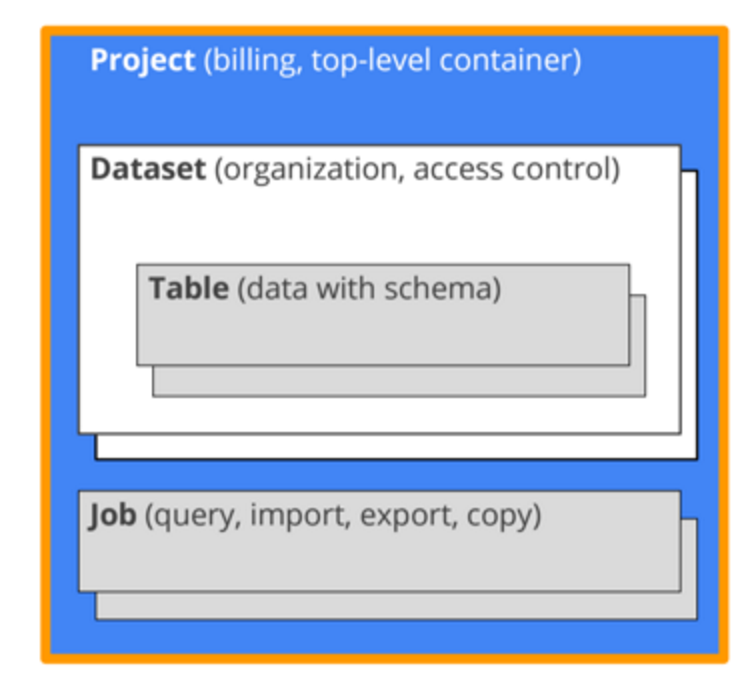 Project (billing, top-level container)
Dataset (organization, access control)
Table (data with schema)
Job (query, import, export, copy)